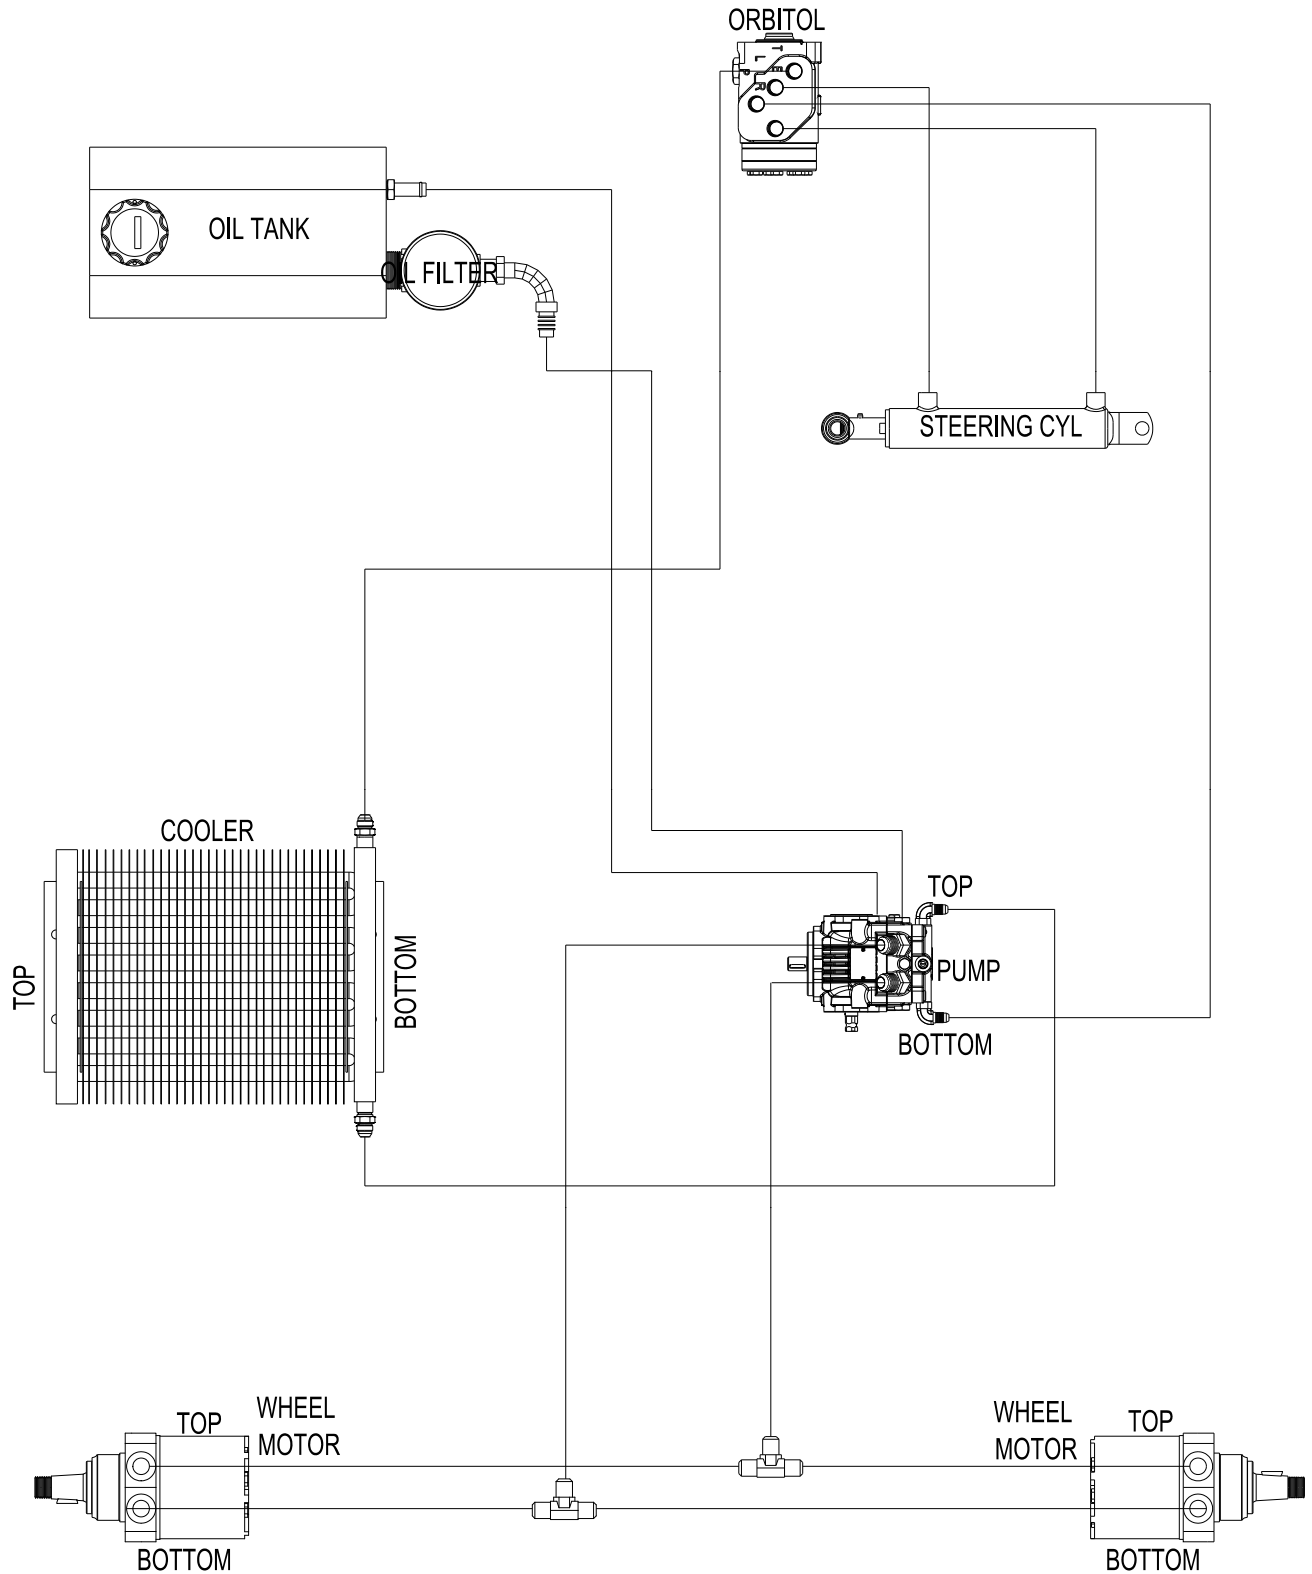 ORBITOL
T
L
E
P
R
OIL TANK
OIL FILTER
STEERING CYL
COOLER
TOP
BOTTOM
TOP
PUMP
BOTTOM
WHEEL
MOTOR
TOP
BOTTOM
WHEEL
MOTOR
TOP
BOTTOM